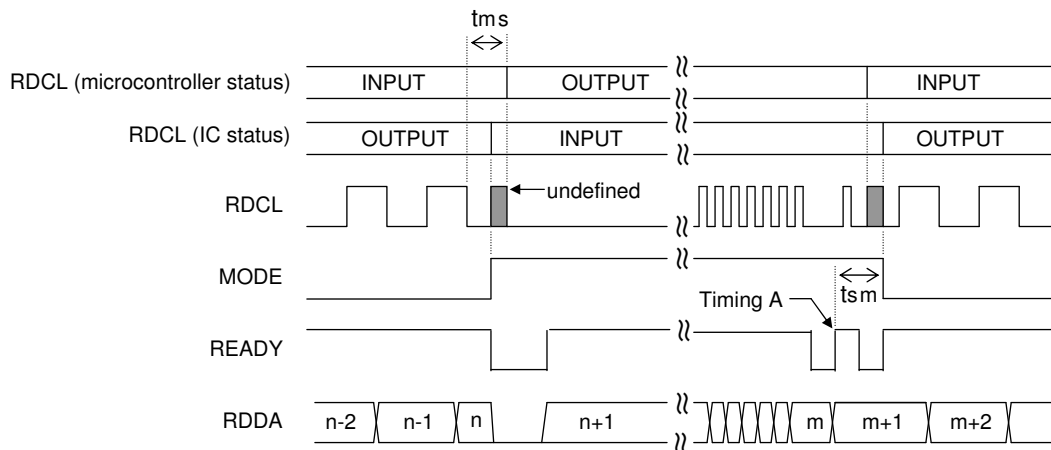 tms
RDCL (microcontroller status) INPUT OUTPUT INPUT
RDCL (IC status) OUTPUT INPUT OUTPUT
RDCL undefined
MODE
Timing A tsm
READY
RDDA n-2 n-1 n n+1 m m+1 m+2